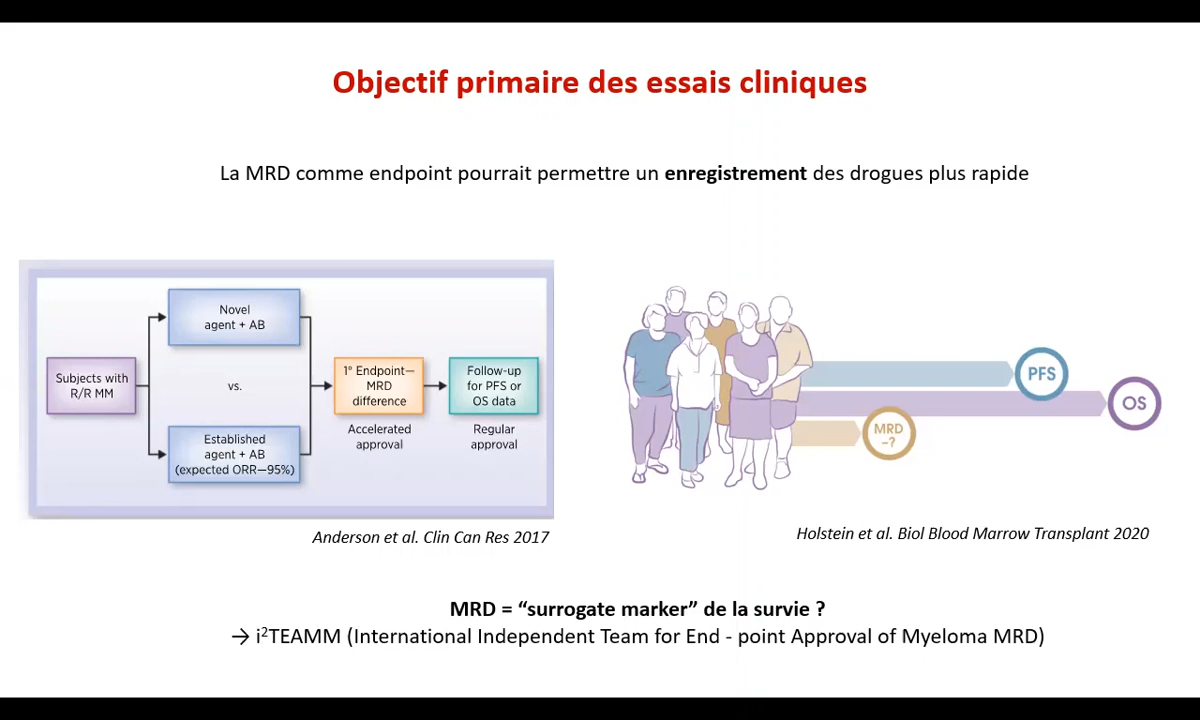 Objectif primaire des essais cliniques
La MRD comme endpoint pourrait permettre un enregistrement des drogues plus rapide
Novel
agent + AB
Subjects with
R/R MM
vs.
Established
agent + AB
(expected ORR—95%)
1° Endpoint—
MRD
difference
Accelerated
approval
Follow-up
for PFS or
OS data
Regular
approval
Anderson et al. Clin Can Res 2017
PFS
OS
MRD
-?
Holstein et al. Biol Blood Marrow Transplant 2020
MRD = “surrogate marker” de la survie ?
→ i²TEAMM (International Independent Team for End - point Approval of Myeloma MRD)